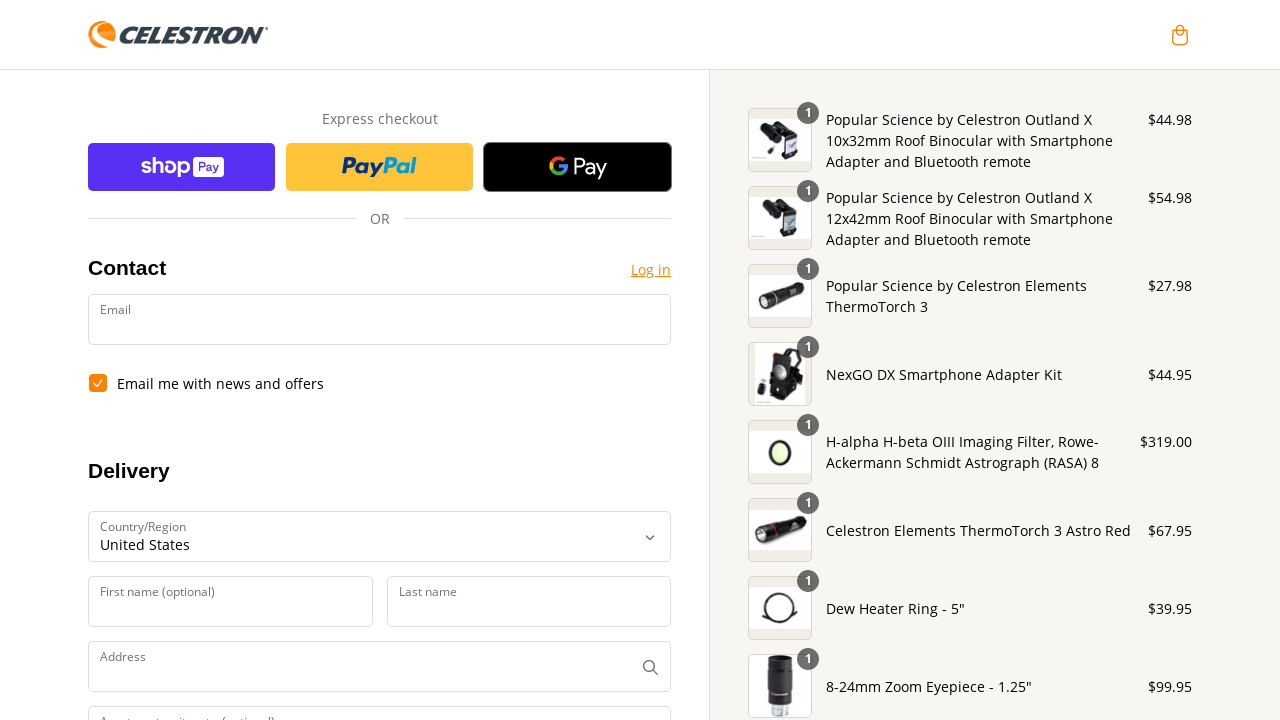 CELESTRON
Express checkout
shop Pay
PayPal
G Pay
OR
Contact
Log in
Email
Email me with news and offers
Delivery
Country/Region
United States
First name (optional)
Last name
Address
1
Popular Science by Celestron Outland X
10x32mm Roof Binocular with Smartphone
Adapter and Bluetooth remote
$44.98
1
Popular Science by Celestron Outland X
12x42mm Roof Binocular with Smartphone
Adapter and Bluetooth remote
$54.98
1
Popular Science by Celestron Elements
ThermoTorch 3
$27.98
1
NexGO DX Smartphone Adapter Kit
$44.95
1
H-alpha H-beta OIII Imaging Filter, Rowe-
Ackermann Schmidt Astrograph (RASA) 8
$319.00
1
Celestron Elements ThermoTorch 3 Astro Red
$67.95
1
Dew Heater Ring - 5"
$39.95
1
8-24mm Zoom Eyepiece - 1.25"
$99.95